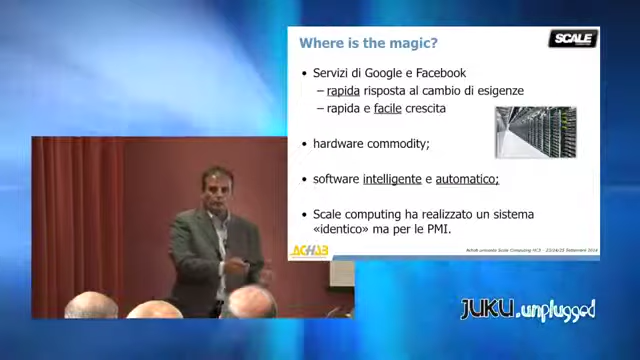 Where is the magic?
SCALE
• Servizi di Google e Facebook
– rapida risposta al cambio di esigenze
– rapida e facile crescita
• hardware commodity;
• software intelligente e automatico;
• Scale computing ha realizzato un sistema
«identico» ma per le PMI.
JUKU.unplugged